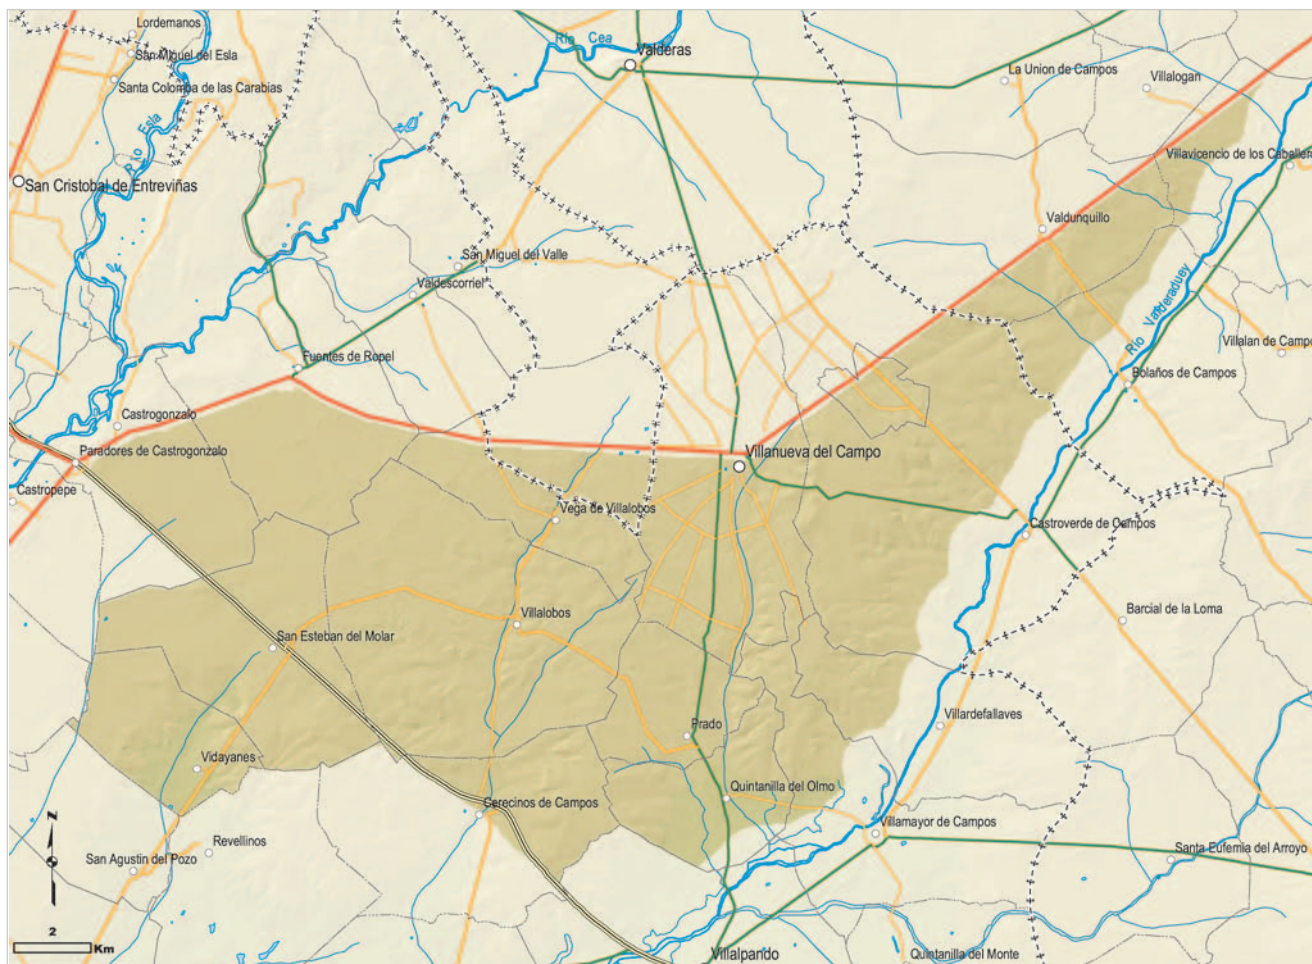 Lordemanos
San Miguel del Esla
Santa Colomba de las Carabias
Río Esla
San Cristobal de Entreviñas
Río Cea
Valderas
La Union de Campos
Villalogan
Villavicencio de los Caballer
Valdunquillo
San Miguel del Valle
Valdescorriel
Río Valderaduey
Villalan de Campo
Fuentes de Ropel
Bolaños de Campos
Castrogonzalo
Paradores de Castrogonzalo
Villanueva del Campo
Castropepe
Vega de Villalobos
Castroverde de Campos
Villalobos
Barcial de la Loma
San Esteban del Molar
Prado
Villardefallaves
Vidayanes
Quintanilla del Olmo
Cerecinos de Campos
Villamayor de Campos
N
Revellinos
San Agustin del Pozo
Santa Eufemia del Arroyo
2
Km
Villalpando
Quintanilla del Monte